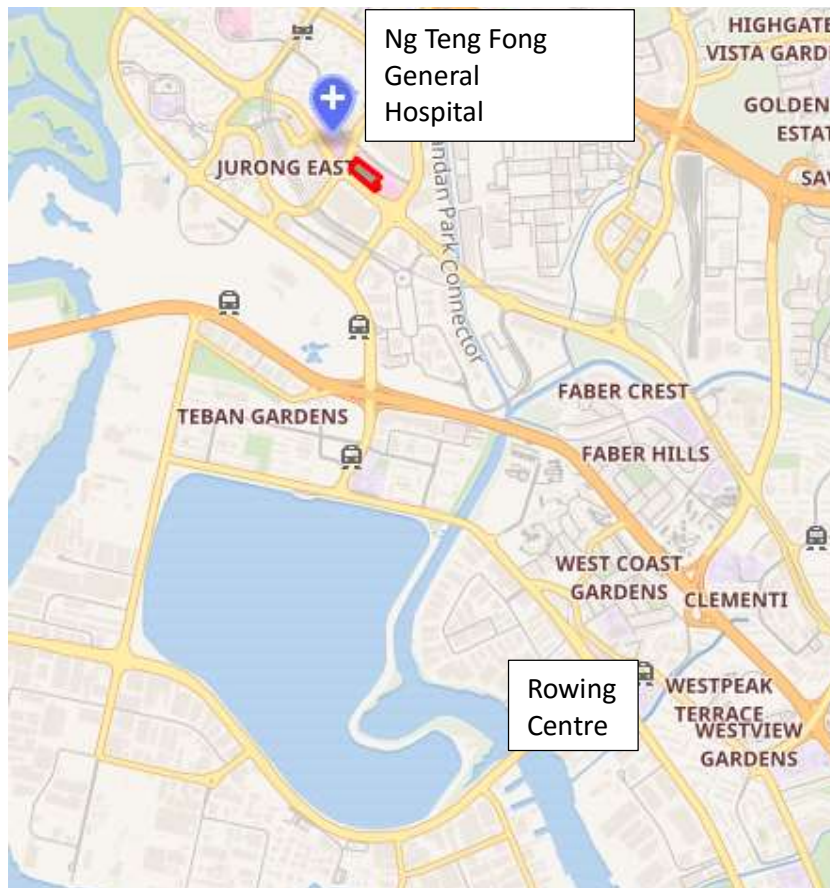 Ng Teng Fong
General
Hospital
HIGHGATE
VISTA GARD
GOLDEN
ESTAT
SAV
JURONG EAST
andan Park Connector
FABER CREST
TEBAN GARDENS
FABER HILLS
WEST COAST
GARDENS
CLEMENTI
Rowing
Centre
WESTPEAK
TERRACE
WESTVIEW
GARDENS